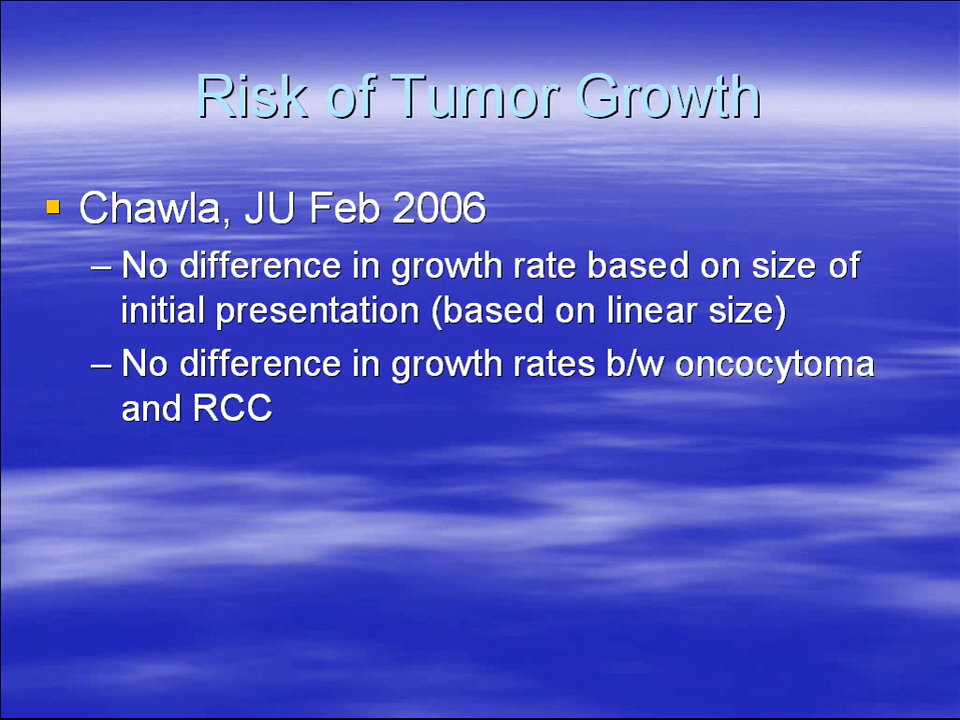 Risk of Tumor Growth
Chawla, JU Feb 2006
– No difference in growth rate based on size of
initial presentation (based on linear size)
– No difference in growth rates b/w oncocytoma
and RCC